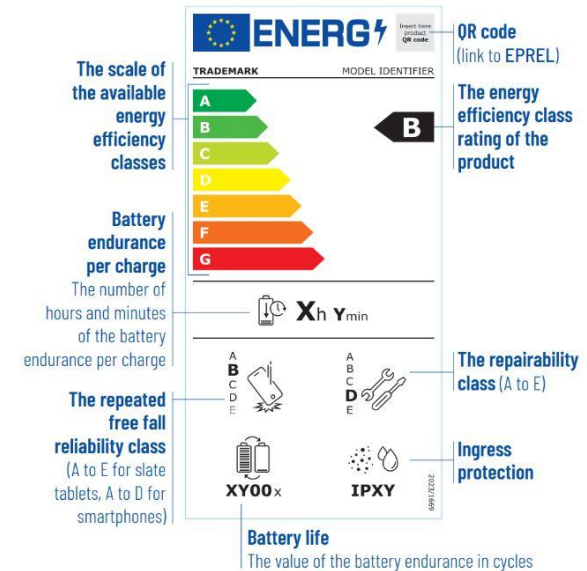 ENERG
Insert here
product
QR code
QR code
(link to EPREL)
TRADEMARK
MODEL IDENTIFIER
The scale of
the available
energy
efficiency
classes
A
B
C
D
E
F
G
B
The energy
efficiency class
rating of the
product
Battery
endurance
per charge
The number of
hours and minutes
of the battery
endurance per charge
Xh Ymin
A
B
C
D
E
A
B
C
D
E
The repairability
class (A to E)
The repeated
free fall
reliability class
(A to E for slate
tablets, A to D for
smartphones)
XY00x
IPXY
2023/1669
Ingress
protection
Battery life
The value of the battery endurance in cycles